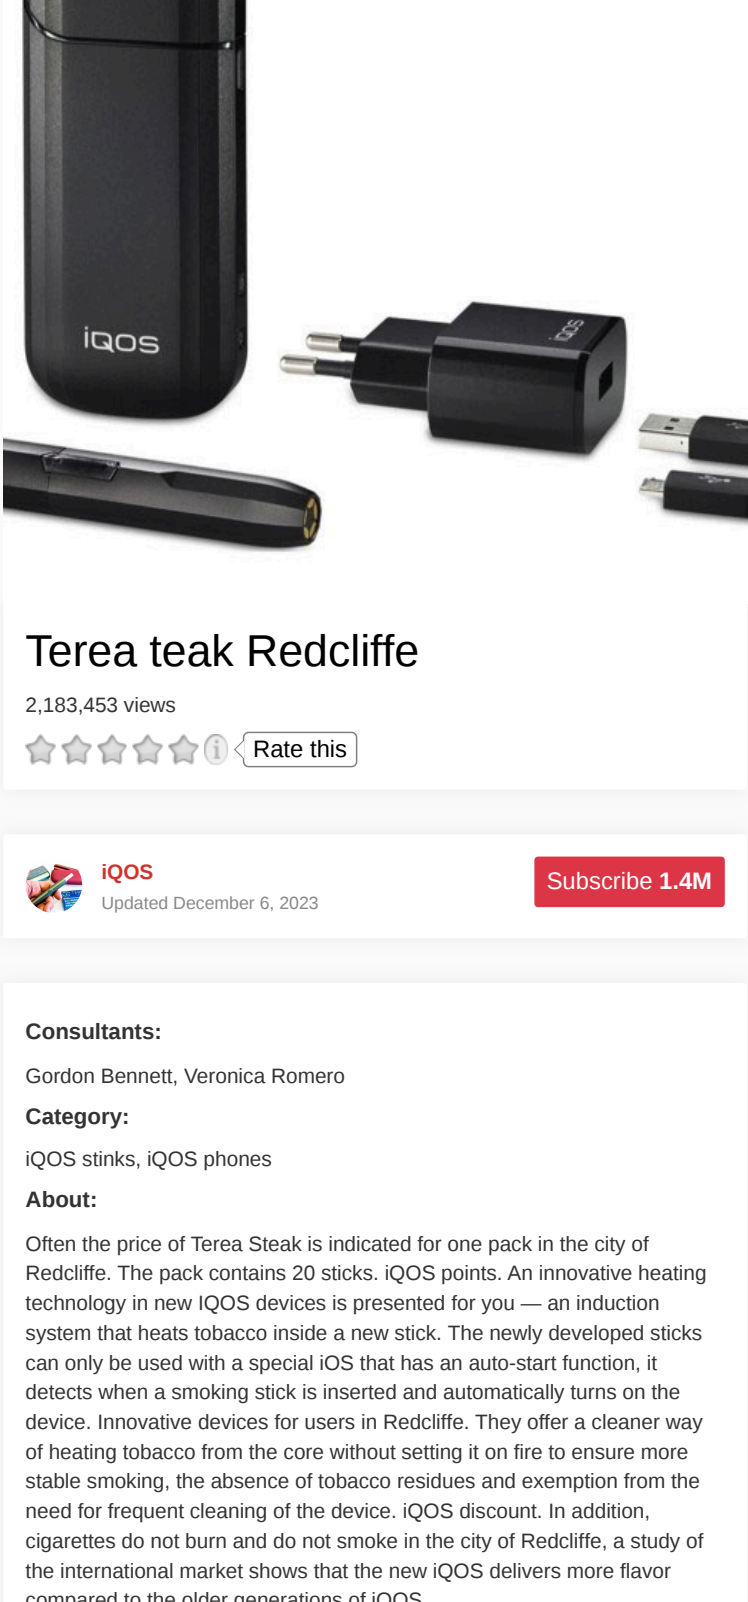 iQOS
iQOS
Terea teak Redcliffe
2,183,453 views
Rate this
iQOS
Updated December 6, 2023
Subscribe 1.4M
Consultants:
Gordon Bennett, Veronica Romero
Category:
iQOS stinks, iQOS phones
About:
Often the price of Terea Steak is indicated for one pack in the city of
Redcliffe. The pack contains 20 sticks. iQOS points. An innovative heating
technology in new IQOS devices is presented for you — an induction
system that heats tobacco inside a new stick. The newly developed sticks
can only be used with a special iOS that has an auto-start function, it
detects when a smoking stick is inserted and automatically turns on the
device. Innovative devices for users in Redcliffe. They offer a cleaner way
of heating tobacco from the core without setting it on fire to ensure more
stable smoking, the absence of tobacco residues and exemption from the
need for frequent cleaning of the device. iQOS discount. In addition,
cigarettes do not burn and do not smoke in the city of Redcliffe, a study of
the international market shows that the new iQOS delivers more flavor
compared to the older generations of iQOS